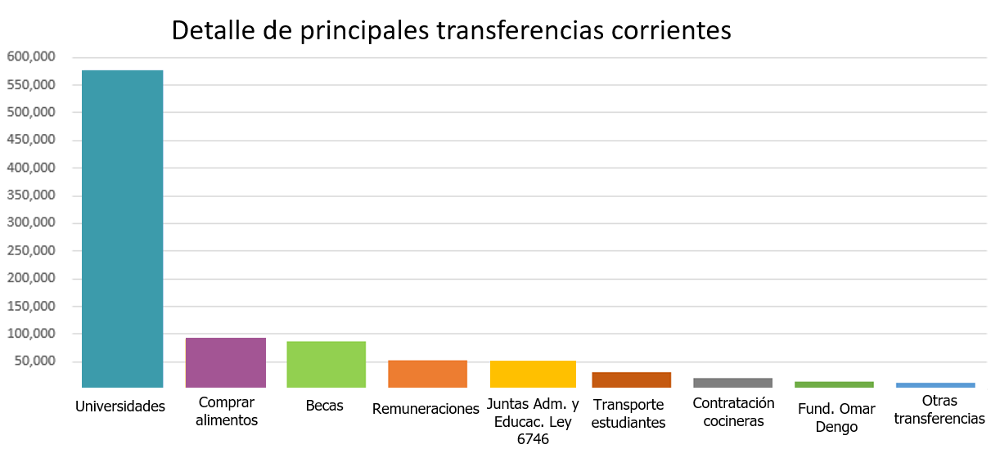 Detalle de principales transferencias corrientes
600,000
550,000
500,000
450,000
400,000
350,000
300,000
250,000
200,000
150,000
100,000
50,000
Universidades
Comprar
alimentos
Becas
Remuneraciones
Juntas Adm. y
Educac. Ley
6746
Transporte
estudiantes
Contratación
cocineras
Fund. Omar
Dengo
Otras
transferencias